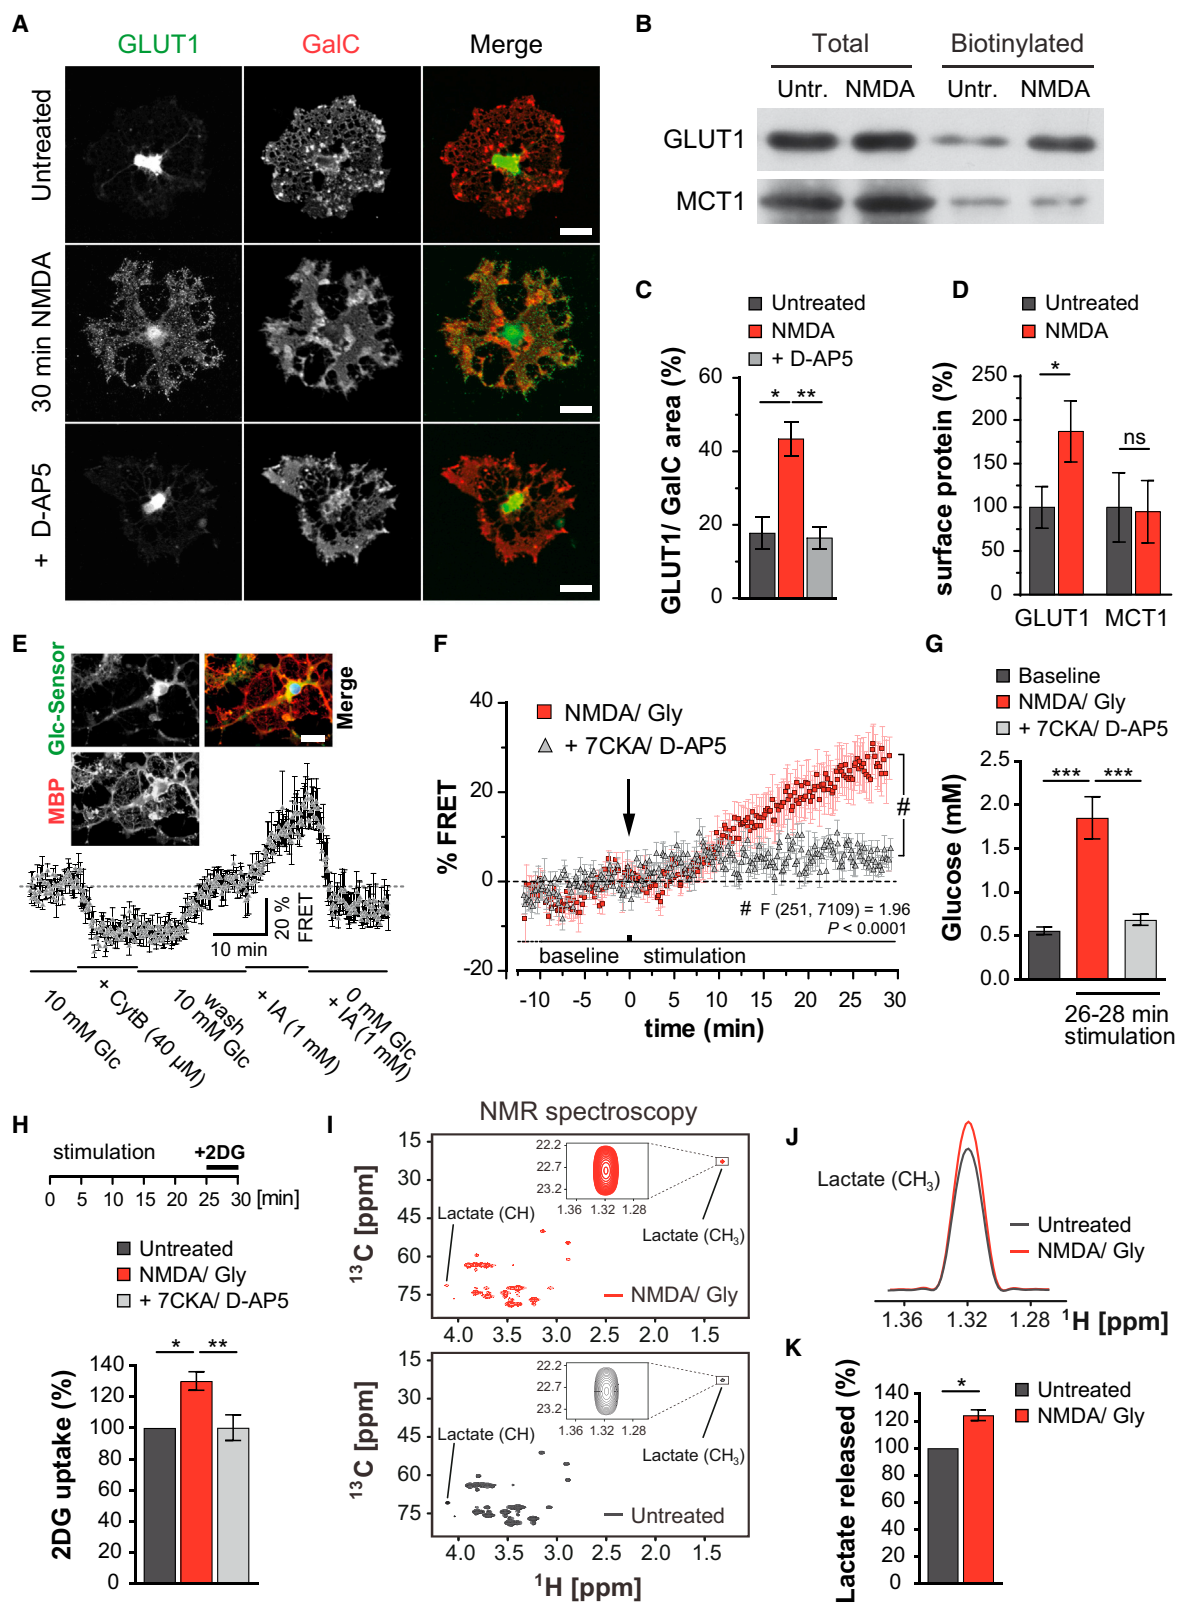 A
GLUT1
GalC
Merge
Untreated
30 min NMDA
+ D-AP5
B
Total
Biotinylated
Untr.
NMDA
Untr.
NMDA
GLUT1
MCT1
C
Untreated
NMDA
+ D-AP5
GLUT1/ GalC area (%)
60
40
20
0
*
**
D
Untreated
NMDA
surface protein (%)
250
200
150
100
50
0
*
ns
GLUT1
MCT1
E
Glc-Sensor
MBP
Merge
20 %
FRET
10 min
10 mM Glc
+ CytB (40 µM)
wash
10 mM Glc
+ IA (1 mM)
0 mM Glc
+ IA (1 mM)
F
NMDA/ Gly
+ 7CKA/ D-AP5
% FRET
40
20
0
-20
#
# F (251, 7109) = 1.96
P < 0.0001
baseline
stimulation
-10 -5 0 5 10 15 20 25 30
time (min)
G
Baseline
NMDA/ Gly
+ 7CKA/ D-AP5
Glucose (mM)
2.5
2.0
1.5
1.0
0.5
0.0
***
***
26-28 min
stimulation
H
stimulation
+2DG
0 5 10 15 20 25 30 [min]
Untreated
NMDA/ Gly
+ 7CKA/ D-AP5
2DG uptake (%)
140
120
100
80
60
40
20
0
*
**
I
NMR spectroscopy
13C [ppm]
15
30
45
60
75
22.2
22.7
23.2
1.36 1.32 1.28
Lactate (CH)
Lactate (CH3)
NMDA/ Gly
4.0 3.5 3.0 2.5 2.0 1.5
13C [ppm]
15
30
45
60
75
22.2
22.7
23.2
1.36 1.32 1.28
Lactate (CH)
Lactate (CH3)
Untreated
4.0 3.5 3.0 2.5 2.0 1.5
1H [ppm]
J
Lactate (CH3)
Untreated
NMDA/ Gly
1.36 1.32 1.28 1H [ppm]
K
Untreated
NMDA/ Gly
Lactate released (%)
140
120
100
80
60
40
20
0
*